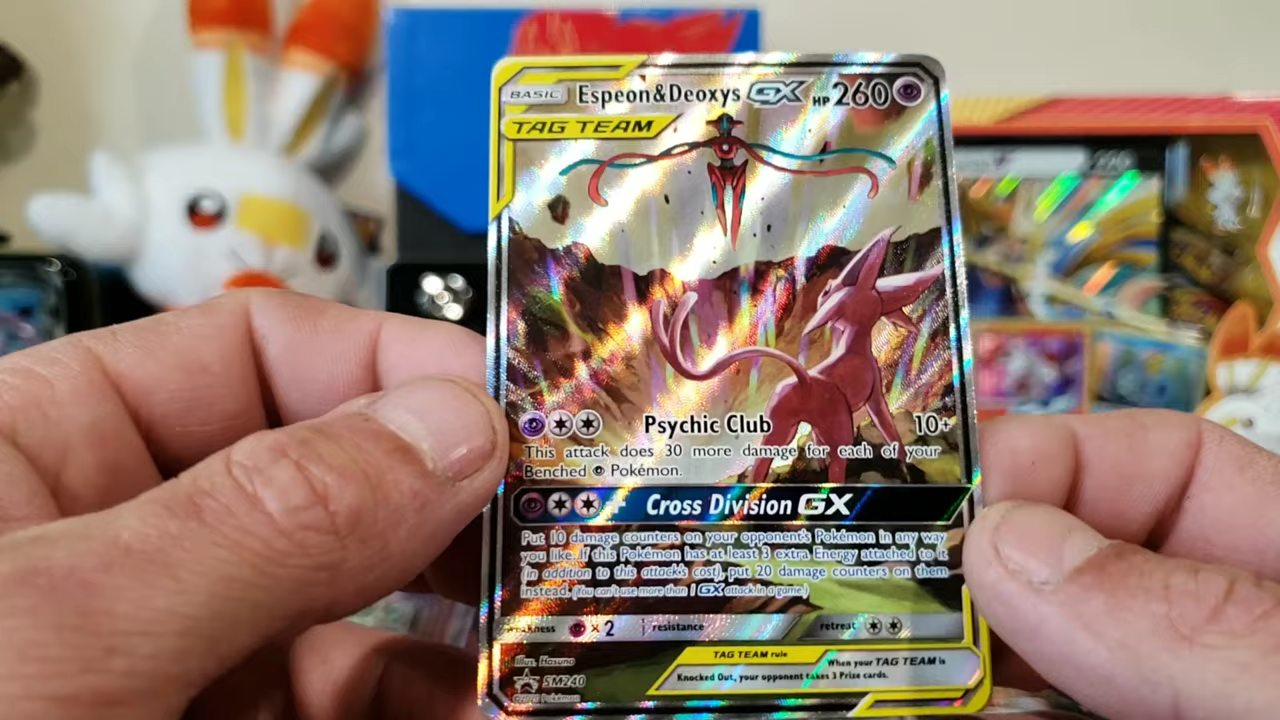 BASIC Espeon&Deoxys GX HP 260
TAG TEAM
Psychic Club 10+
This attack does 30 more damage for each of your
Benched Pokémon.
+ Cross Division GX
Put 10 damage counters on your opponent's Pokémon in any way
you like. If this Pokémon has at least 3 extra Energy attached to it
(in addition to this attack's cost), put 20 damage counters on them
instead. (You can't use more than 1 GX attack in a game.)
weakness × 2 resistance retreat
TAG TEAM rule
When your TAG TEAM is
Knocked Out, your opponent takes 3 Prize cards.
Illus. Hasuno
SM240
Pokémon